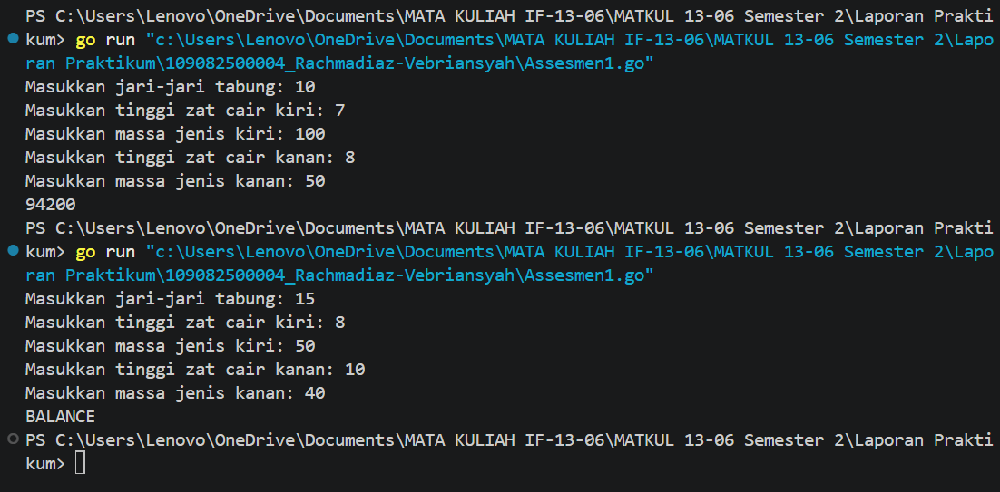 PS C:\Users\Lenovo\OneDrive\Documents\MATA KULIAH IF-13-06\MATKUL 13-06 Semester 2\Laporan Prakti
kum> go run "c:\Users\Lenovo\OneDrive\Documents\MATA KULIAH IF-13-06\MATKUL 13-06 Semester 2\Lapo
ran Praktikum\109082500004_Rachmadiaz-Vebriansyah\Assesmen1.go"
Masukkan jari-jari tabung: 10
Masukkan tinggi zat cair kiri: 7
Masukkan massa jenis kiri: 100
Masukkan tinggi zat cair kanan: 8
Masukkan massa jenis kanan: 50
94200
PS C:\Users\Lenovo\OneDrive\Documents\MATA KULIAH IF-13-06\MATKUL 13-06 Semester 2\Laporan Prakti
kum> go run "c:\Users\Lenovo\OneDrive\Documents\MATA KULIAH IF-13-06\MATKUL 13-06 Semester 2\Lapo
ran Praktikum\109082500004_Rachmadiaz-Vebriansyah\Assesmen1.go"
Masukkan jari-jari tabung: 15
Masukkan tinggi zat cair kiri: 8
Masukkan massa jenis kiri: 50
Masukkan tinggi zat cair kanan: 10
Masukkan massa jenis kanan: 40
BALANCE
PS C:\Users\Lenovo\OneDrive\Documents\MATA KULIAH IF-13-06\MATKUL 13-06 Semester 2\Laporan Prakti
kum>